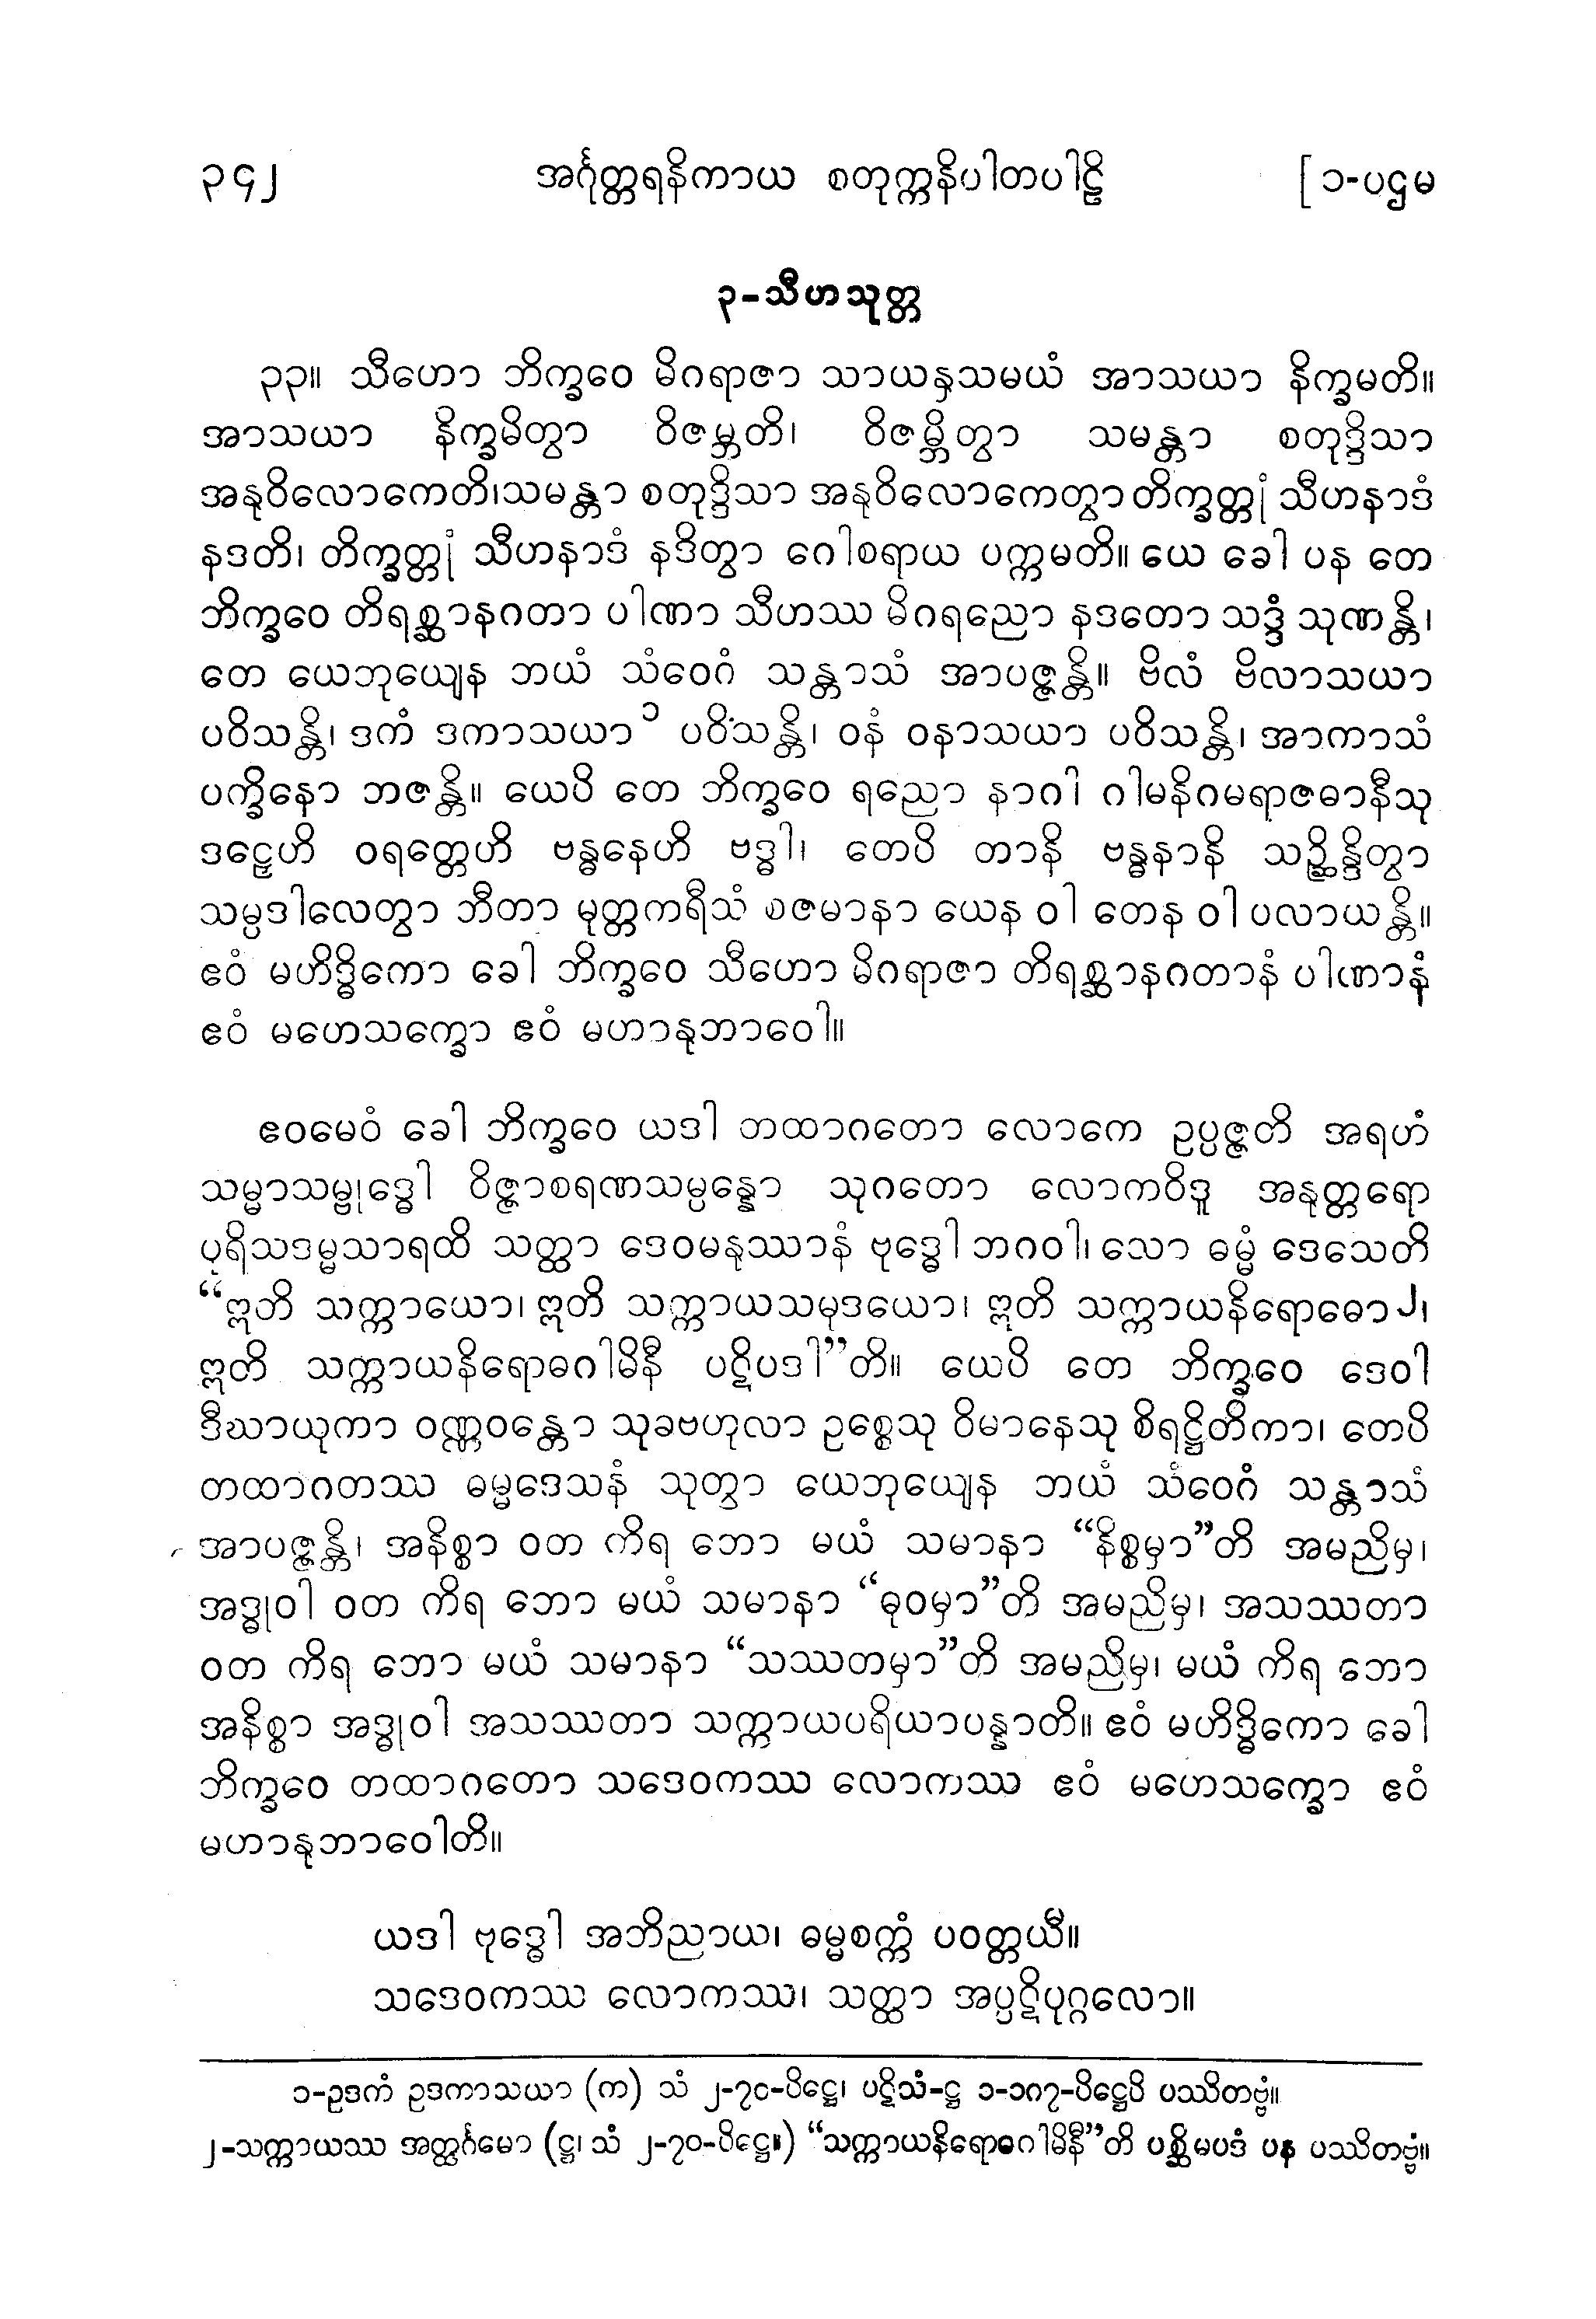 ၃၄၂ အင်္ဂုတ္တရနိကာယ စတုက္ကနိပါတပါဠိ [ ၁-ပဌမ
၃-သီဟသုတ္တ
၃၃။ သီဟော ဘိက္ခဝေ မိဂရာဇာ သာယနှသမယံ အာသယာ နိက္ခမတိ။
အာသယာ နိက္ခမိတွာ ဝိဇမ္ဘတိ၊ ဝိဇမ္ဘိတွာ သမန္တာ စတုဒ္ဒိသာ
အနုဝိလောကေတိ၊သမန္တာ စတုဒ္ဒိသာ အနုဝိလောကေတွာ တိက္ခတ္တုံ သီဟနာဒံ
နဒတိ၊ တိက္ခတ္တုံ သီဟနာဒံ နဒိတွာ ဂေါစရာယ ပက္ကမတိ။ ယေ ခေါ ပန တေ
ဘိက္ခဝေ တိရစ္ဆာနဂတာ ပါဏာ သီဟဿ မိဂရညော နဒတော သဒ္ဒံ သုဏန္တိ၊
တေ ယေဘုယျေန ဘယံ သံဝေဂံ သန္တာသံ အာပဇ္ဇန္တိ။ ဗိလံ ဗိလာသယာ
ပဝိသန္တိ၊ ဒကံ ဒကာသယာ၁ ပဝိသန္တိ၊ ဝနံ ဝနာသယာ ပဝိသန္တိ၊ အာကာသံ
ပက္ခိနော ဘဇန္တိ။ ယေပိ တေ ဘိက္ခဝေ ရညော နာဂါ ဂါမနိဂမရာဇဓာနီသု
ဒဠှေဟိ ဝရတ္တေဟိ ဗန္ဓနေဟိ ဗဒ္ဓါ၊ တေပိ တာနိ ဗန္ဓနာနိ သဉ္ဆိန္ဒိတွာ
သမ္ပဒါလေတွာ ဘီတာ မုတ္တကရီသံ စဇမာနာ ယေန ဝါ တေန ဝါ ပလာယန္တိ။
ဧဝံ မဟိဒ္ဓိကော ခေါ ဘိက္ခဝေ သီဟော မိဂရာဇာ တိရစ္ဆာနဂတာနံ ပါဏာနံ
ဧဝံ မဟေသက္ခော ဧဝံ မဟာနုဘာဝေါ။
ဧဝမေဝံ ခေါ ဘိက္ခဝေ ယဒါ တထာဂတော လောကေ ဥပ္ပဇ္ဇတိ အရဟံ
သမ္မာသမ္ဗုဒ္ဓေါ ဝိဇ္ဇာစရဏသမ္ပန္နော သုဂတော လောကဝိဒူ အနုတ္တရော
ပုရိသဒမ္မသာရထိ သတ္ထာ ဒေဝမနုဿာနံ ဗုဒ္ဓေါ ဘဂဝါ၊ သော ဓမ္မံ ဒေသေတိ
“ဣတိ သက္ကာယော၊ ဣတိ သက္ကာယသမုဒယော၊ ဣတိ သက္ကာယနိရောဓော၂၊
ဣတိ သက္ကာယနိရောဓဂါမိနီ ပဋိပဒါ”တိ။ ယေပိ တေ ဘိက္ခဝေ ဒေဝါ
ဒီဃာယုကာ ဝဏ္ဏဝန္တော သုခဗဟုလာ ဥစ္စေသု ဝိမာနေသု စိရဋ္ဌိတိကာ၊ တေပိ
တထာဂတဿ ဓမ္မဒေသနံ သုတွာ ယေဘုယျေန ဘယံ သံဝေဂံ သန္တာသံ
အာပဇ္ဇန္တိ၊ အနိစ္စာ ဝတ ကိရ ဘော မယံ သမာနာ “နိစ္စမှာ”တိ အမညိမှ၊
အဒ္ဓုဝါ ဝတ ကိရ ဘော မယံ သမာနာ “ဓုဝမှာ”တိ အမညိမှ၊ အသဿတာ
ဝတ ကိရ ဘော မယံ သမာနာ “သဿတမှာ”တိ အမညိမှ၊ မယံ ကိရ ဘော
အနိစ္စာ အဒ္ဓုဝါ အသဿတာ သက္ကာယပရိယာပန္နာတိ။ ဧဝံ မဟိဒ္ဓိကော ခေါ
ဘိက္ခဝေ တထာဂတော သဒေဝကဿ လောကဿ ဧဝံ မဟေသက္ခော ဧဝံ
မဟာနုဘာဝေါတိ။
ယဒါ ဗုဒ္ဓေါ အဘိညာယ၊ ဓမ္မစက္ကံ ပဝတ္တယီ။
သဒေဝကဿ လောကဿ၊ သတ္ထာ အပ္ပဋိပုဂ္ဂလော။
၁-ဥဒကံ ဥဒကာသယာ (က) သံ ၂-၇၀-ပိဋ္ဌေ၊ ပဋိသံ-ဋ္ဌ ၁-၁၈၇-ပိဋ္ဌေပိ ပဿိတဗ္ဗံ။
၂-သက္ကာယဿ အတ္ထင်္ဂမော (ဋ္ဌ၊ သံ ၂-၇၀-ပိဋ္ဌေ။) “သက္ကာယနိရောဓဂါမိနီ”တိ ပစ္ဆိမပဒံ ပန ပဿိတဗ္ဗံ။